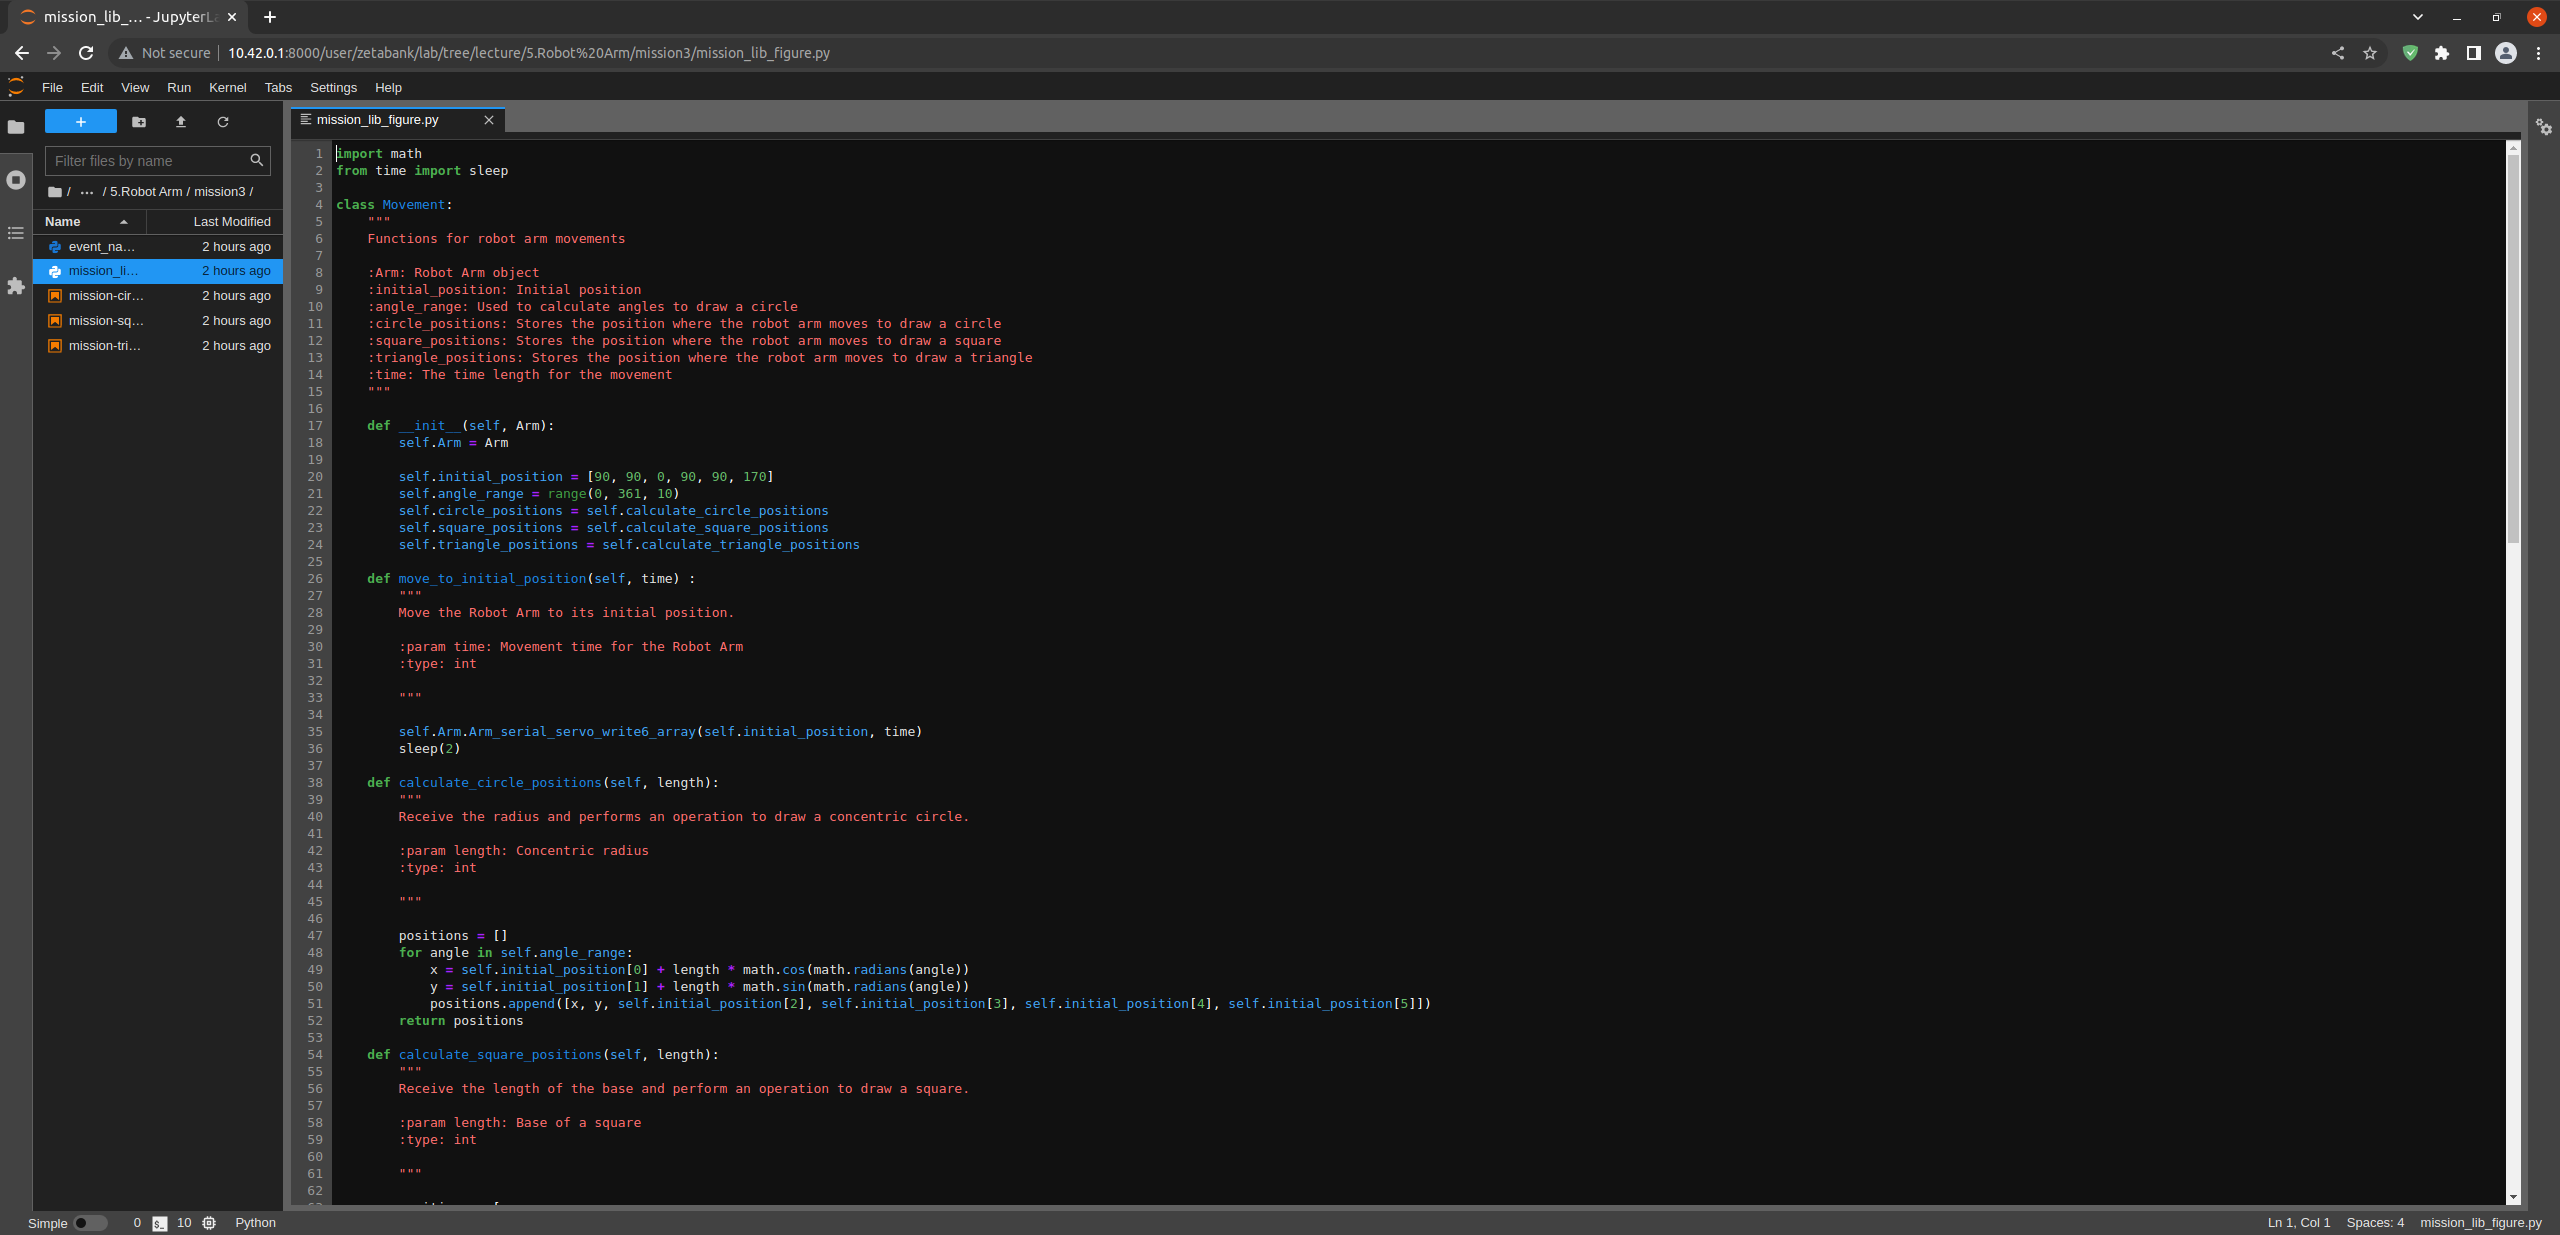 mission_lib_... - JupyterLa
Not secure 10.42.0.1:8000/user/zetabank/lab/tree/lecture/5.Robot%20Arm/mission3/mission_lib_figure.py
File Edit View Run Kernel Tabs Settings Help
mission_lib_figure.py
Filter files by name
/ ... / 5.Robot Arm / mission3 /
Name Last Modified
event_na... 2 hours ago
mission_li... 2 hours ago
mission-cir... 2 hours ago
mission-sq... 2 hours ago
mission-tri... 2 hours ago
1 import math
2 from time import sleep
3
4 class Movement:
5     """
6     Functions for robot arm movements
7
8     :Arm: Robot Arm object
9     :initial_position: Initial position
10     :angle_range: Used to calculate angles to draw a circle
11     :circle_positions: Stores the position where the robot arm moves to draw a circle
12     :square_positions: Stores the position where the robot arm moves to draw a square
13     :triangle_positions: Stores the position where the robot arm moves to draw a triangle
14     :time: The time length for the movement
15     """
16
17     def __init__(self, Arm):
18         self.Arm = Arm
19
20         self.initial_position = [90, 90, 0, 90, 90, 170]
21         self.angle_range = range(0, 361, 10)
22         self.circle_positions = self.calculate_circle_positions
23         self.square_positions = self.calculate_square_positions
24         self.triangle_positions = self.calculate_triangle_positions
25
26     def move_to_initial_position(self, time) :
27         """
28         Move the Robot Arm to its initial position.
29
30         :param time: Movement time for the Robot Arm
31         :type: int
32
33         """
34
35         self.Arm.Arm_serial_servo_write6_array(self.initial_position, time)
36         sleep(2)
37
38     def calculate_circle_positions(self, length):
39         """
40         Receive the radius and performs an operation to draw a concentric circle.
41
42         :param length: Concentric radius
43         :type: int
44
45         """
46
47         positions = []
48         for angle in self.angle_range:
49             x = self.initial_position[0] + length * math.cos(math.radians(angle))
50             y = self.initial_position[1] + length * math.sin(math.radians(angle))
51             positions.append([x, y, self.initial_position[2], self.initial_position[3], self.initial_position[4], self.initial_position[5]])
52         return positions
53
54     def calculate_square_positions(self, length):
55         """
56         Receive the length of the base and perform an operation to draw a square.
57
58         :param length: Base of a square
59         :type: int
60
61         """
62
Simple 0 10 Python Ln 1, Col 1 Spaces: 4 mission_lib_figure.py